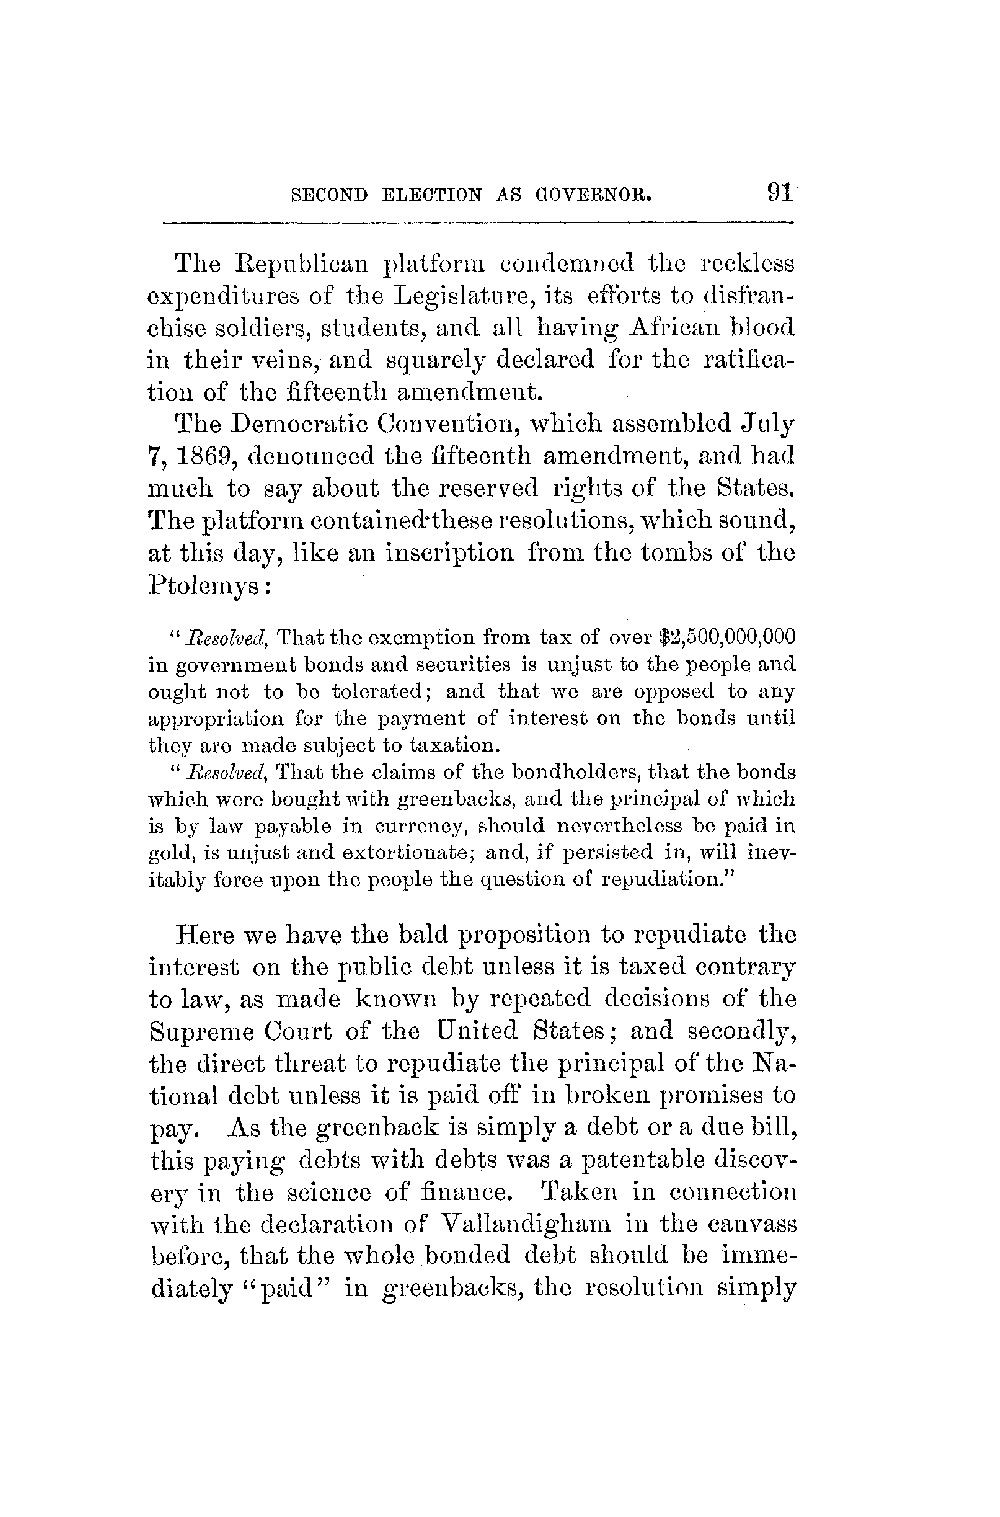 SECOND ELECTION AS GOVERNOR. 91
The Republican platform condemned the reckless
expenditures of the Legislature, its efforts to disfran-
chise soldiers, students, and all having African blood
in their veins, and squarely declared for the ratifica-
tion of the fifteenth amendment.
The Democratic Convention, which assembled July
7, 1869, denounced the fifteenth amendment, and had
much to say about the reserved rights of the States.
The platform contained these resolutions, which sound,
at this day, like an inscription from the tombs of the
Ptolemys:
"Resolved, That the exemption from tax of over $2,500,000,000
in government bonds and securities is unjust to the people and
ought not to be tolerated; and that we are opposed to any
appropriation for the payment of interest on the bonds until
they are made subject to taxation.
"Resolved, That the claims of the bondholders, that the bonds
which were bought with greenbacks, and the principal of which
is by law payable in currency, should nevertheless be paid in
gold, is unjust and extortionate; and, if persisted in, will inev-
itably force upon the people the question of repudiation."
Here we have the bald proposition to repudiate the
interest on the public debt unless it is taxed contrary
to law, as made known by repeated decisions of the
Supreme Court of the United States; and secondly,
the direct threat to repudiate the principal of the Na-
tional debt unless it is paid off in broken promises to
pay. As the greenback is simply a debt or a due bill,
this paying debts with debts was a patentable discov-
ery in the science of finance. Taken in connection
with the declaration of Vallandigham in the canvass
before, that the whole bonded debt should be imme-
diately "paid" in greenbacks, the resolution simply